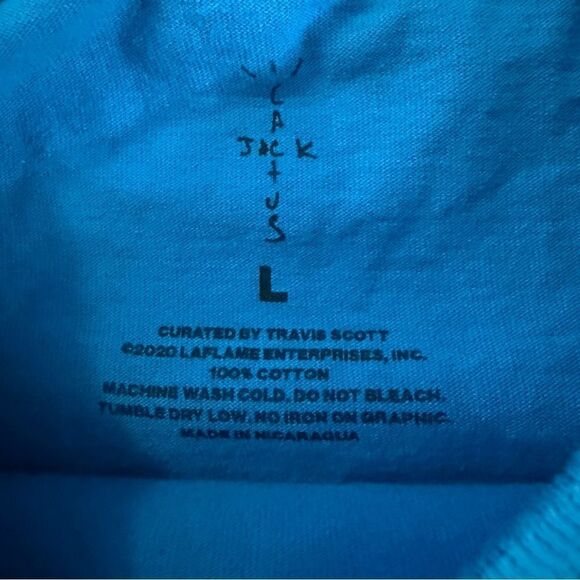 CACTUS
JACK
L
CURATED BY TRAVIS SCOTT
©2020 LAFLAME ENTERPRISES, INC.
100% COTTON
MACHINE WASH COLD. DO NOT BLEACH.
TUMBLE DRY LOW. NO IRON ON GRAPHIC.
MADE IN NICARAGUA